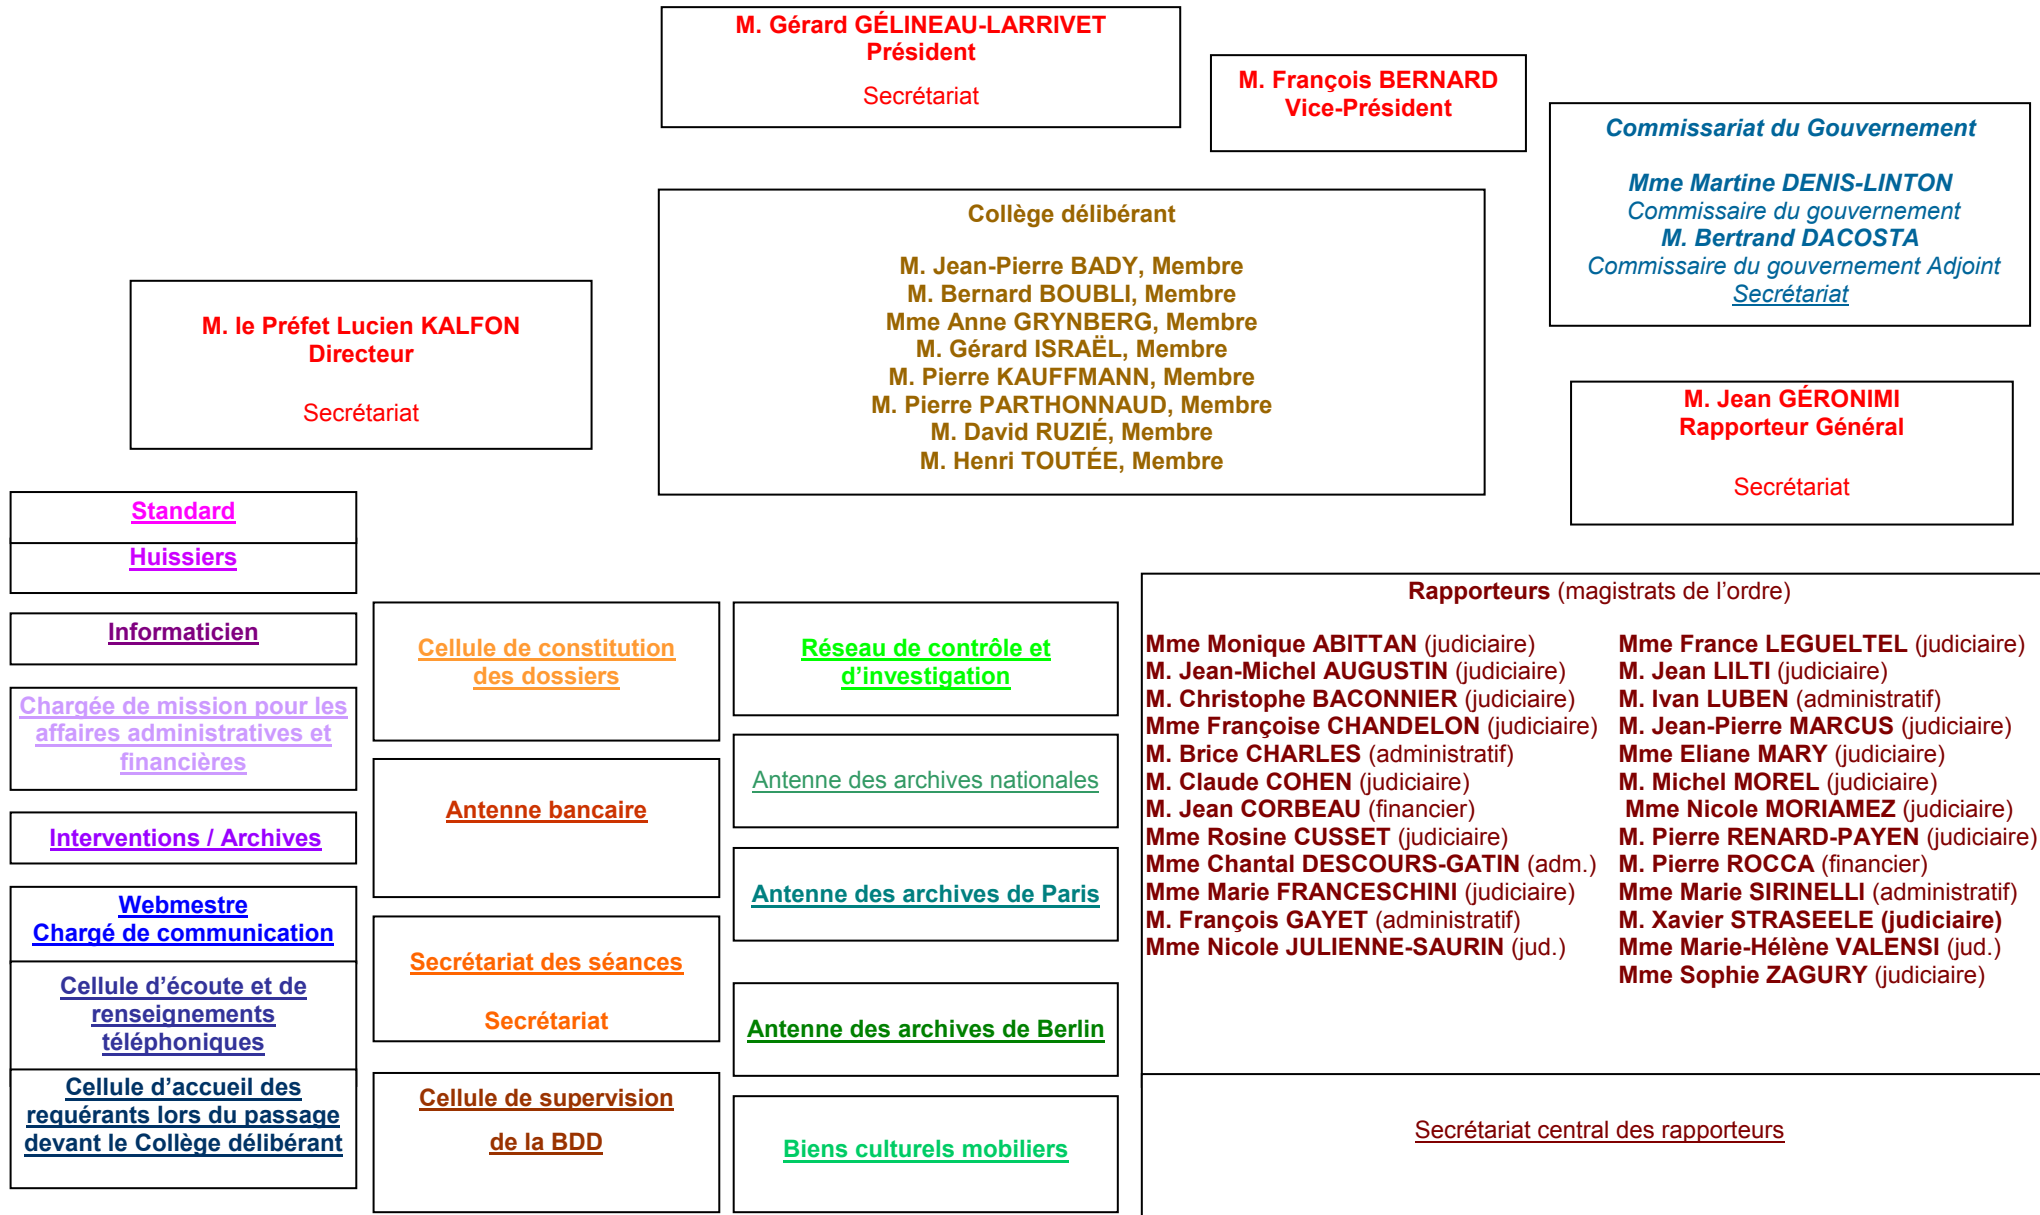 M. Gérard GÉLINEAU-LARRIVET
Président
Secrétariat
M. François BERNARD
Vice-Président
Commissariat du Gouvernement
Mme Martine DENIS-LINTON
Commissaire du gouvernement
M. Bertrand DACOSTA
Commissaire du gouvernement Adjoint
Secrétariat
Collège délibérant
M. Jean-Pierre BADY, Membre
M. Bernard BOUBLI, Membre
Mme Anne GRYNBERG, Membre
M. Gérard ISRAËL, Membre
M. Pierre KAUFFMANN, Membre
M. Pierre PARTHONNAUD, Membre
M. David RUZIÉ, Membre
M. Henri TOUTÉE, Membre
M. le Préfet Lucien KALFON
Directeur
Secrétariat
M. Jean GÉRONIMI
Rapporteur Général
Secrétariat
Standard
Huissiers
Informaticien
Chargée de mission pour les
affaires administratives et
financières
Interventions / Archives
Webmestre
Chargé de communication
Cellule d'écoute et de
renseignements
téléphoniques
Cellule d'accueil des
requérants lors du passage
devant le Collège délibérant
Cellule de constitution
des dossiers
Antenne bancaire
Secrétariat des séances
Secrétariat
Cellule de supervision
de la BDD
Réseau de contrôle et
d'investigation
Antenne des archives nationales
Antenne des archives de Paris
Antenne des archives de Berlin
Biens culturels mobiliers
Rapporteurs (magistrats de l'ordre)
Mme Monique ABITTAN (judiciaire)
M. Jean-Michel AUGUSTIN (judiciaire)
M. Christophe BACONNIER (judiciaire)
Mme Françoise CHANDELON (judiciaire)
M. Brice CHARLES (administratif)
M. Claude COHEN (judiciaire)
M. Jean CORBEAU (financier)
Mme Rosine CUSSET (judiciaire)
Mme Chantal DESCOURS-GATIN (adm.)
Mme Marie FRANCESCHINI (judiciaire)
M. François GAYET (administratif)
Mme Nicole JULIENNE-SAURIN (jud.)
Mme France LEGUELTEL (judiciaire)
M. Jean LILTI (judiciaire)
M. Ivan LUBEN (administratif)
M. Jean-Pierre MARCUS (judiciaire)
Mme Eliane MARY (judiciaire)
M. Michel MOREL (judiciaire)
Mme Nicole MORIAMEZ (judiciaire)
M. Pierre RENARD-PAYEN (judiciaire)
M. Pierre ROCCA (financier)
Mme Marie SIRINELLI (administratif)
M. Xavier STRASEELE (judiciaire)
Mme Marie-Hélène VALENSI (jud.)
Mme Sophie ZAGURY (judiciaire)
Secrétariat central des rapporteurs